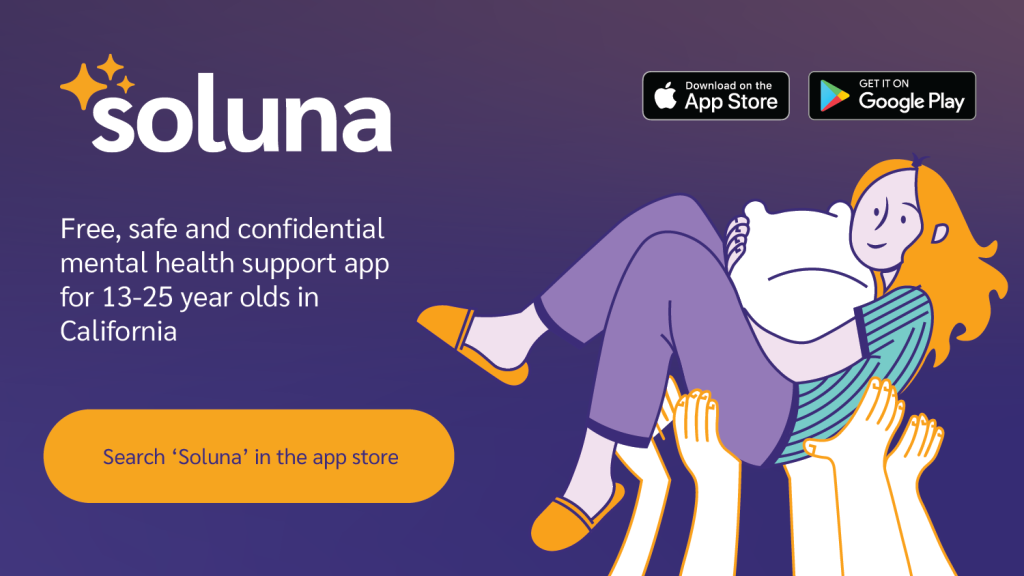 soluna
Download on the
App Store
GET IT ON
Google Play
Free, safe and confidential
mental health support app
for 13-25 year olds in
California
Search ‘Soluna’ in the app store